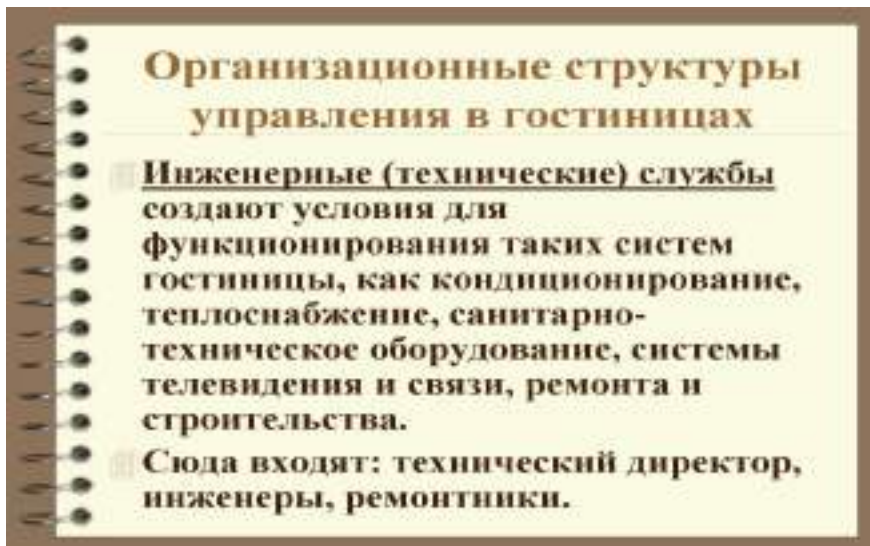 Организационные структуры
управления в гостиницах
Инженерные (технические) службы
создают условия для
функционирования таких систем
гостиницы, как кондиционирование,
теплоснабжение, санитарно-
техническое оборудование, системы
телевидения и связи, ремонта и
строительства.
Сюда входят: технический директор,
инженеры, ремонтники.